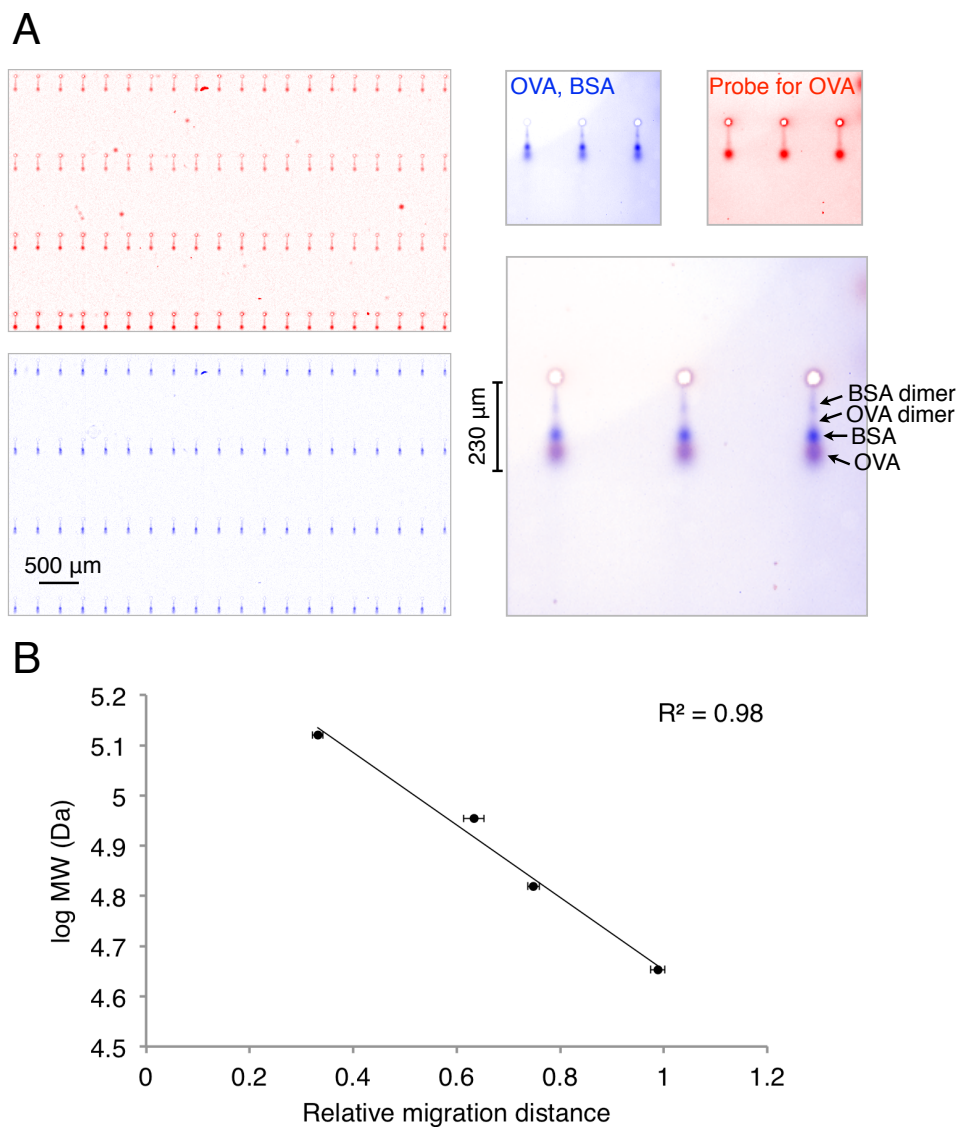 A
OVA, BSA
Probe for OVA
230 µm
BSA dimer
OVA dimer
BSA
OVA
500 µm
B
R² = 0.98
log MW (Da)
5.2
5.1
5
4.9
4.8
4.7
4.6
4.5
0 0.2 0.4 0.6 0.8 1 1.2
Relative migration distance